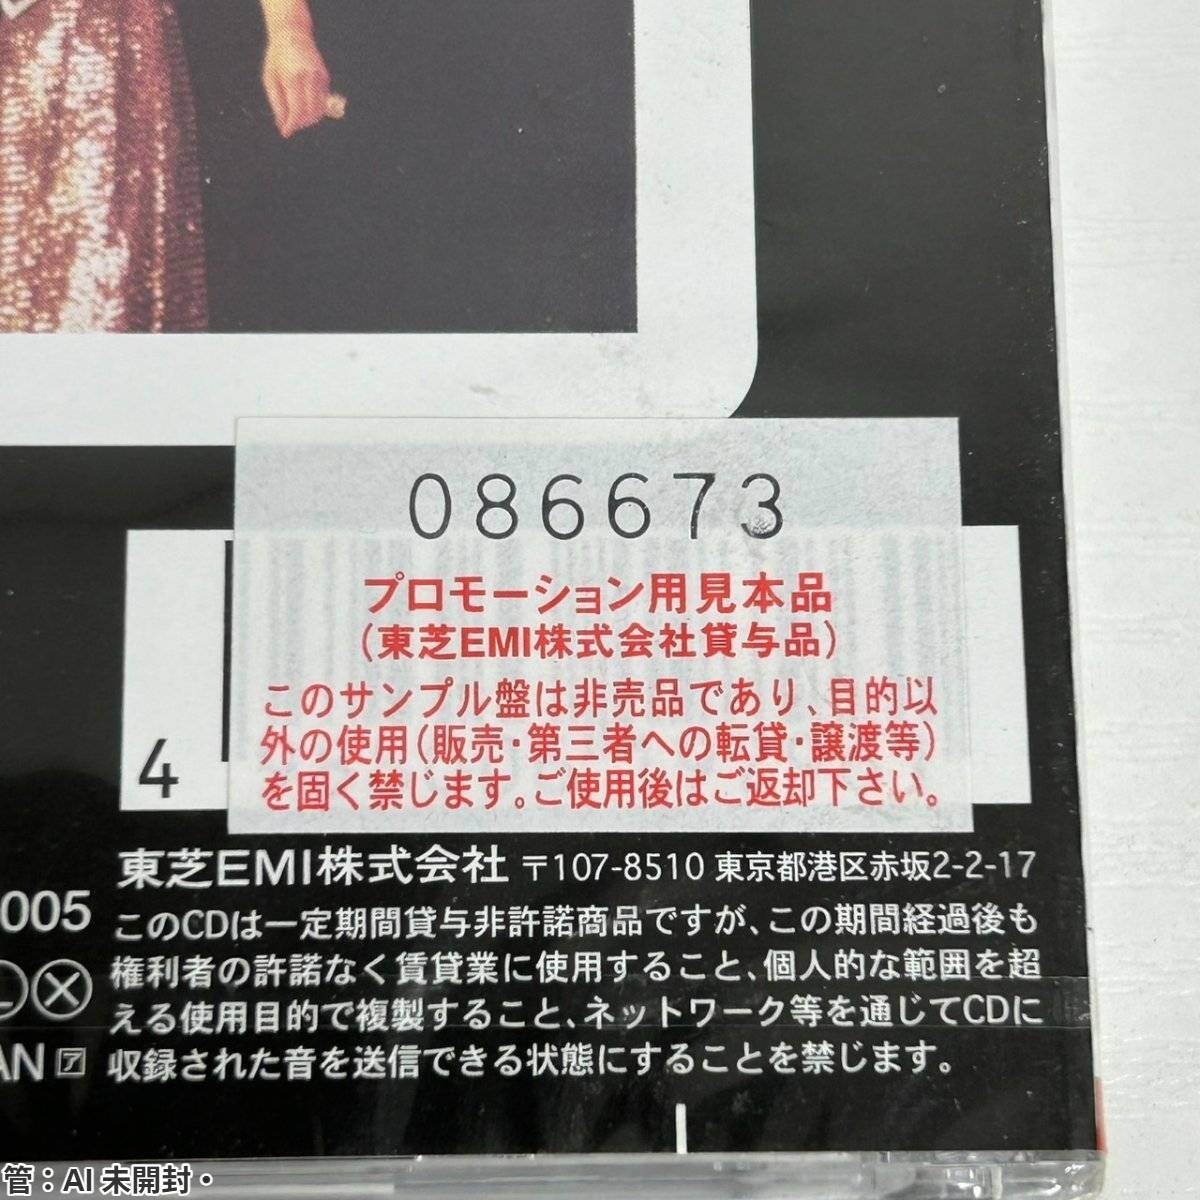 086673
プロモーション用見本品
(東芝EMI株式会社貸与品)
このサンプル盤は非売品であり、目的以
外の使用(販売・第三者への転貸・譲渡等)
を固く禁じます。ご使用後はご返却下さい。
4
東芝EMI株式会社 〒107-8510 東京都港区赤坂2-2-17
005
このCDは一定期間貸与非許諾商品ですが、この期間経過後も
権利者の許諾なく賃貸業に使用すること、個人的な範囲を超
える使用目的で複製すること、ネットワーク等を通じてCDに
収録された音を送信できる状態にすることを禁じます。
AN ア
管：AI 未開封・